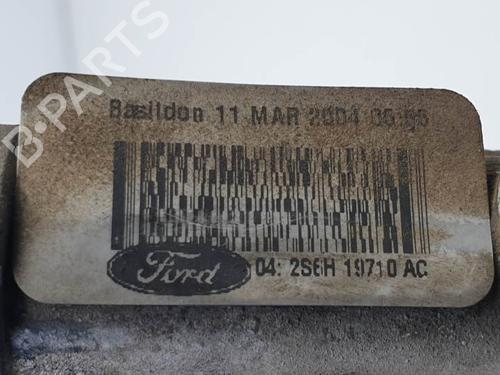 B-PARTS
Basildon 11 MAR 2004
Ford
04: 2S6H 19710 AC